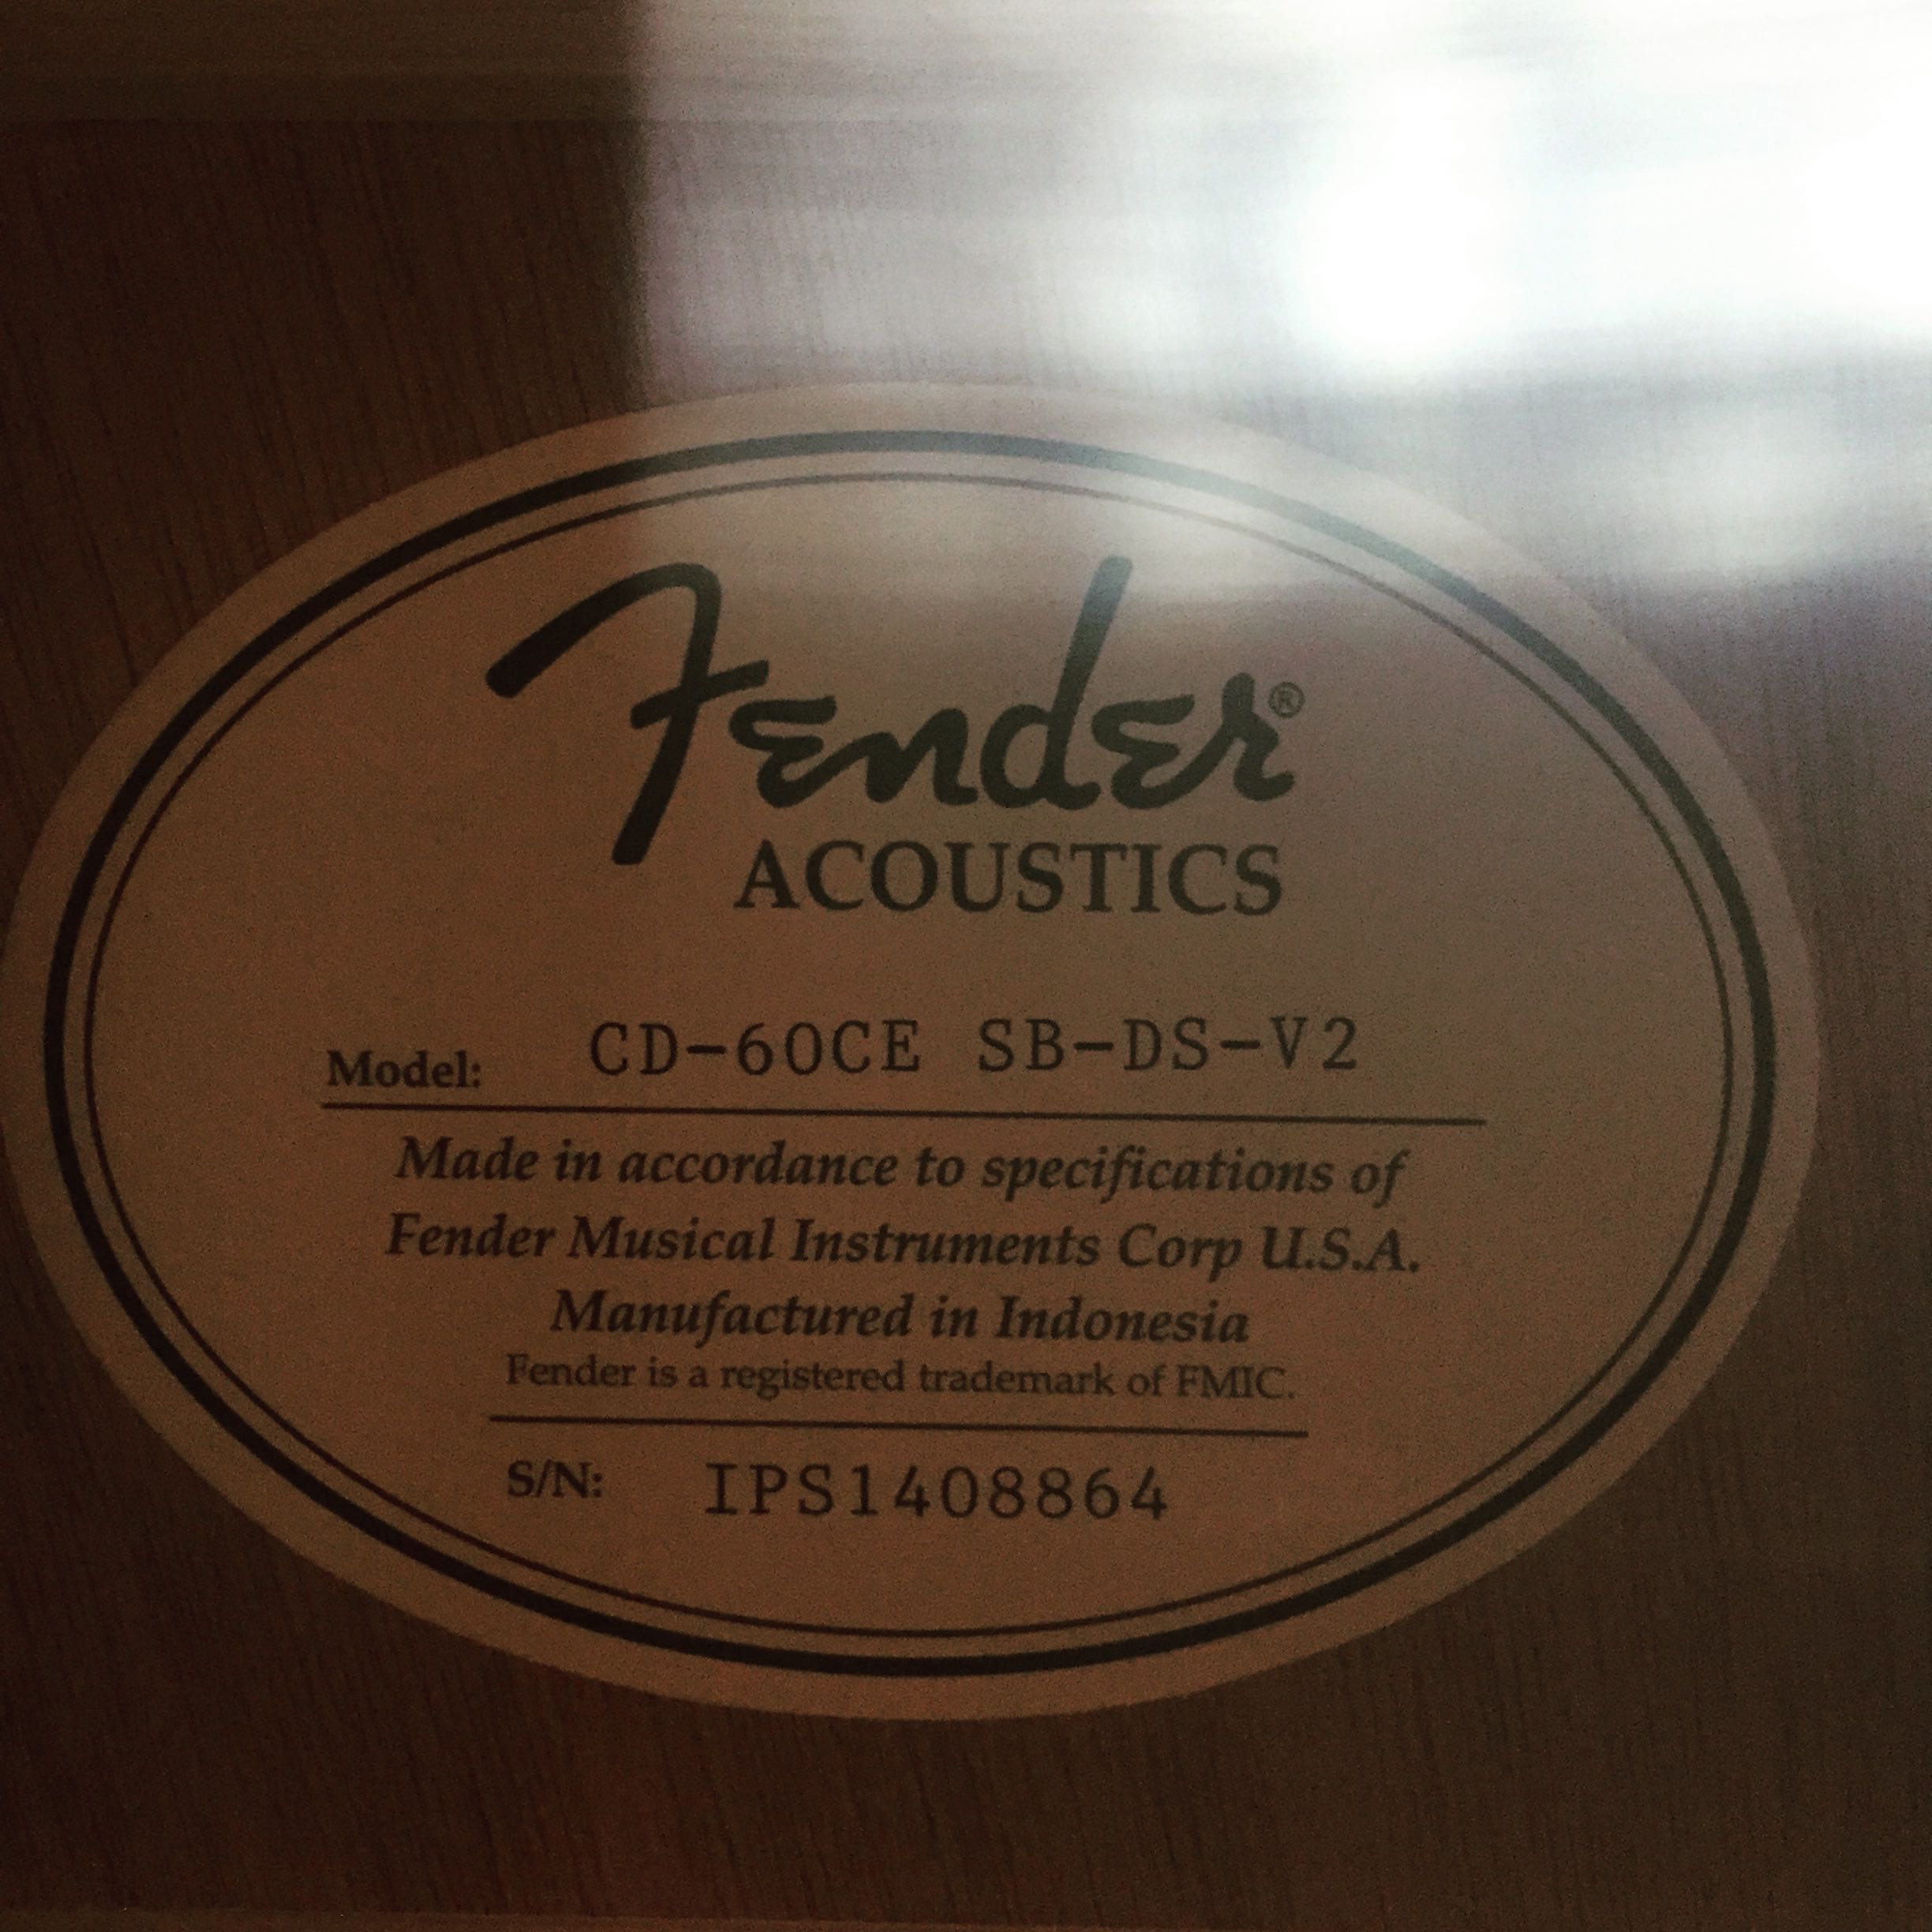 Fender®
ACOUSTICS
Model: CD-60CE SB-DS-V2
Made in accordance to specifications of
Fender Musical Instruments Corp U.S.A.
Manufactured in Indonesia
Fender is a registered trademark of FMIC.
S/N: IPS1408864